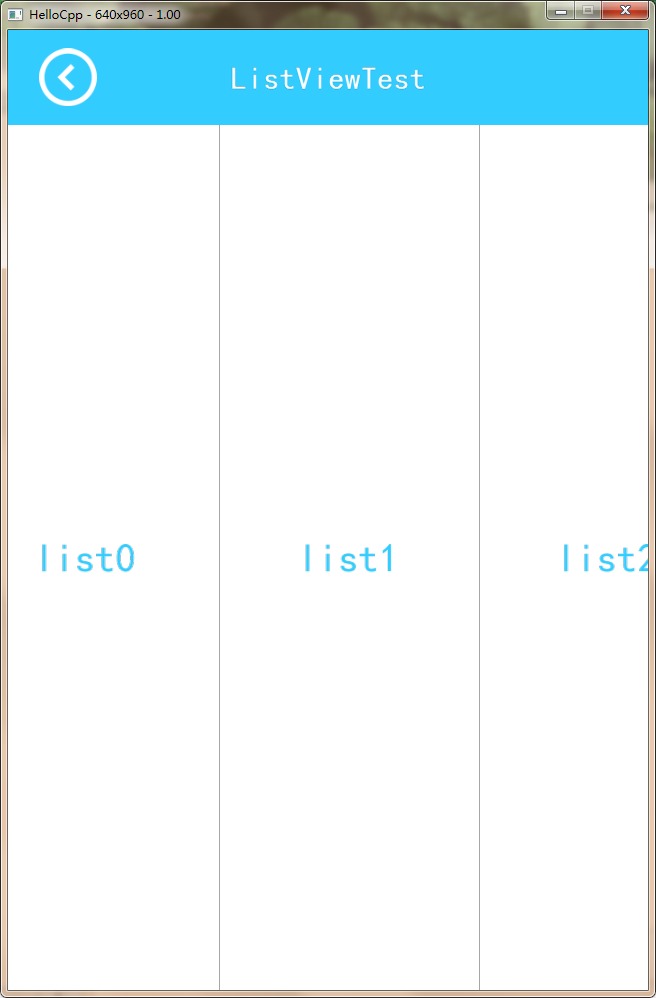 HelloCpp - 640x960 - 1.00
ListViewTest
list0
list1
list2